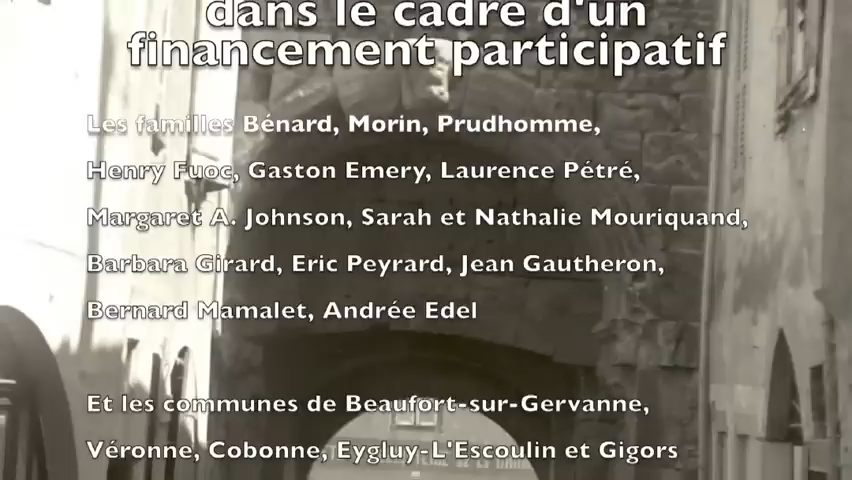 dans le cadre d'un
financement participatif
Les familles Bénard, Morin, Prudhomme,
Henry Fuoc, Gaston Emery, Laurence Pétré,
Margaret A. Johnson, Sarah et Nathalie Mouriquand,
Barbara Girard, Eric Peyrard, Jean Gautheron,
Bernard Mamalet, Andrée Edel
Et les communes de Beaufort-sur-Gervanne,
Véronne, Cobonne, Eygluy-L'Escoulin et Gigors